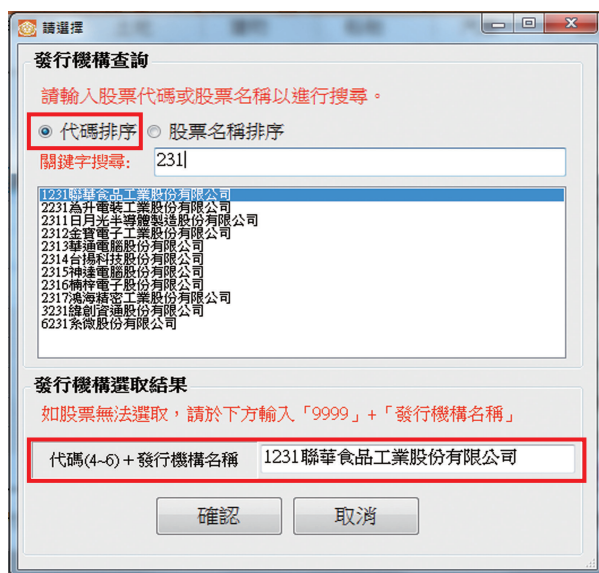 請選擇
發行機構查詢
請輸入股票代碼或股票名稱以進行搜尋。
代碼排序 股票名稱排序
關鍵字搜尋: 231
1231聯華食品工業股份有限公司
2231為升電裝工業股份有限公司
2311日月光半導體製造股份有限公司
2312金寶電子工業股份有限公司
2313華通電腦股份有限公司
2314台揚科技股份有限公司
2315神達電腦股份有限公司
2316楠梓電子股份有限公司
2317鴻海精密工業股份有限公司
3231緯創資通股份有限公司
6231系微股份有限公司
發行機構選取結果
如股票無法選取，請於下方輸入「9999」+「發行機構名稱」
代碼(4~6)+發行機構名稱 1231聯華食品工業股份有限公司
確認 取消